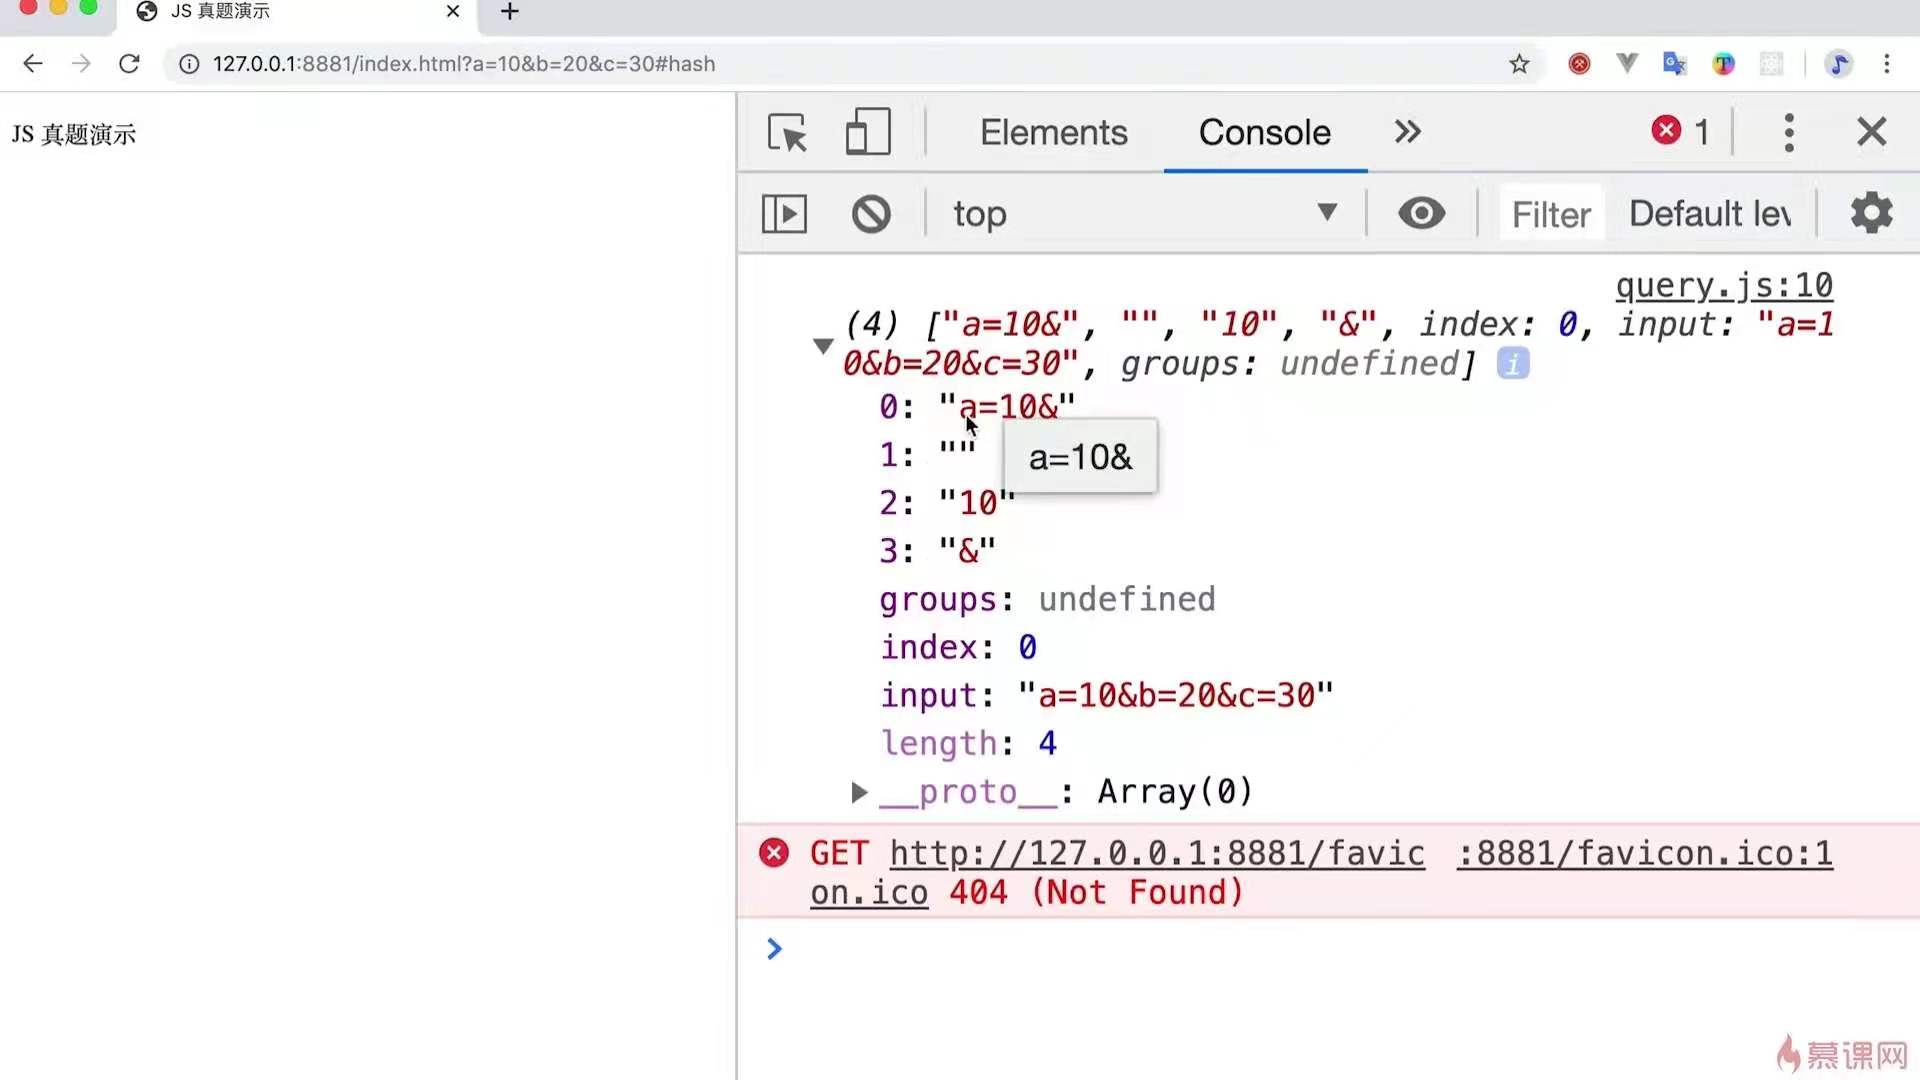 JS 真题演示
127.0.0.1:8881/index.html?a=10&b=20&c=30#hash
JS 真题演示
Elements
Console
1
top
Filter
Default lev
query.js:10
(4) ["a=10&", "", "10", "&", index: 0, input: "a=1
0&b=20&c=30", groups: undefined]
0: "a=10&"
1: ""
a=10&
2: "10"
3: "&"
groups: undefined
index: 0
input: "a=10&b=20&c=30"
length: 4
__proto__: Array(0)
GET http://127.0.0.1:8881/favic :8881/favicon.ico:1
on.ico 404 (Not Found)
慕课网